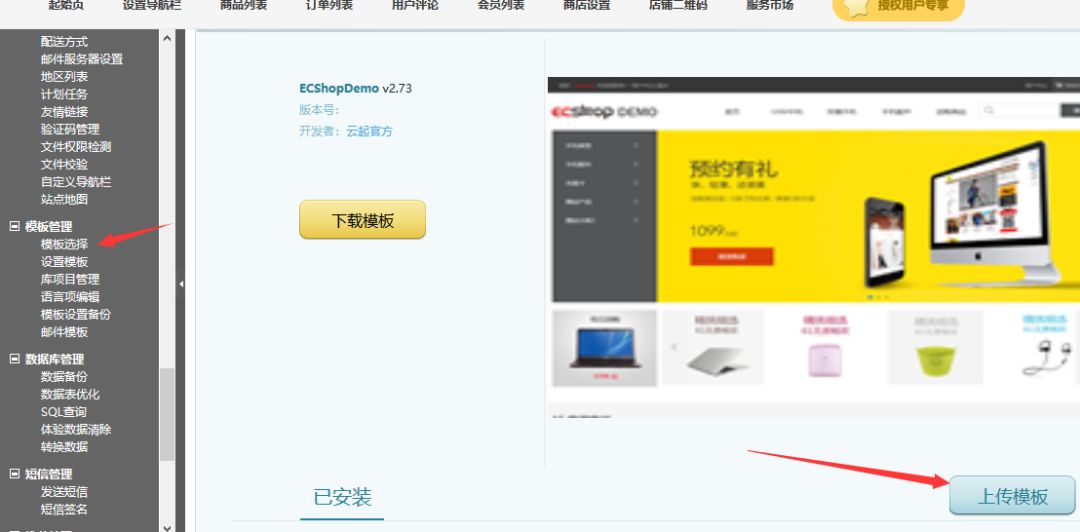 起始页 设置导航栏 商品列表 订单列表 用户评论 会员列表 商店设置 店铺二维码 服务市场 授权用户专享
配送方式
邮件服务器设置
地区列表
计划任务
友情链接
验证码管理
文件权限检测
文件校验
自定义导航栏
站点地图
模板管理
模板选择
设置模板
库项目管理
语言项编辑
模板设置备份
邮件模板
数据库管理
数据备份
数据表优化
SQL查询
体验数据清除
转换数据
短信管理
发送短信
短信签名
ECShopDemo v2.73
版本号：
开发者：云起官方
下载模板
ECShop DEMO
预约有礼
1099
已安装
上传模板